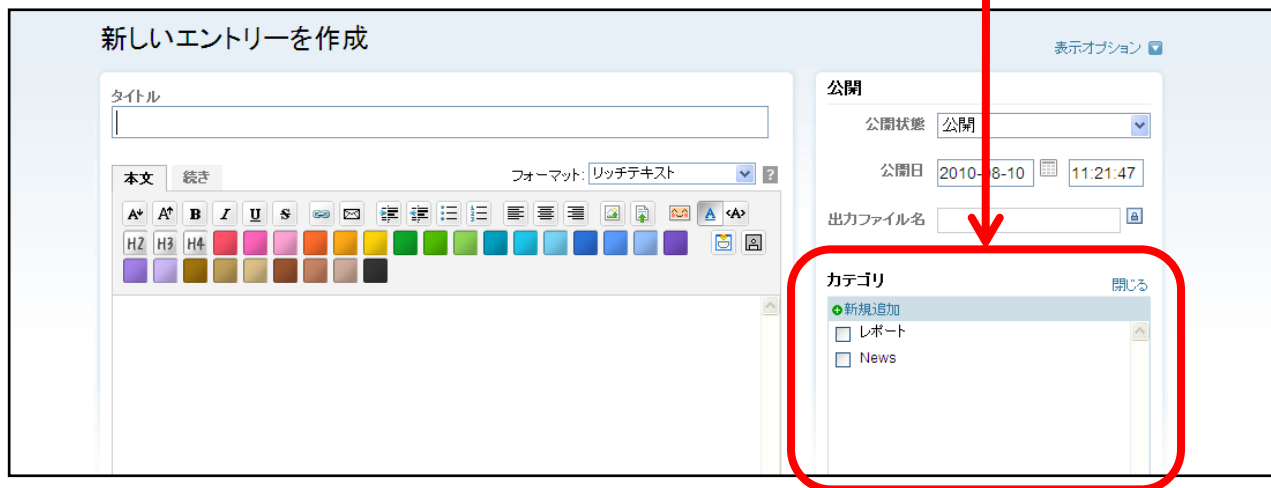 新しいエントリーを作成
表示オプション
タイトル
本文 続き フォーマット: リッチテキスト ?
A A B I U S A <A>
H2 H3 H4
公開
公開状態 公開
公開日 2010-08-10 11:21:47
出力ファイル名
カテゴリ 閉じる
新規追加
レポート
News